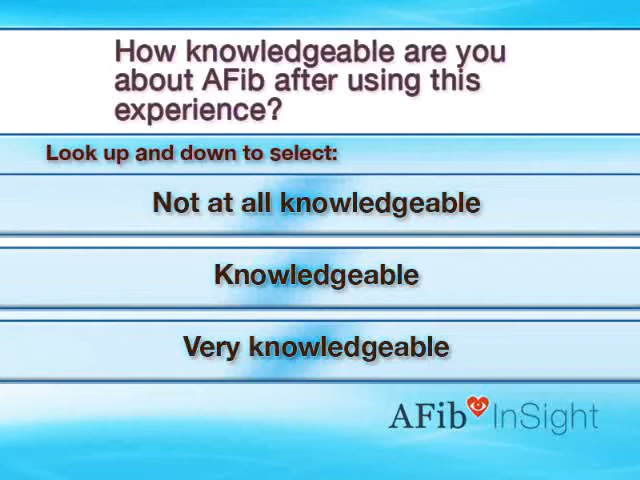 How knowledgeable are you
about AFib after using this
experience?
Look up and down to select:
Not at all knowledgeable
Knowledgeable
Very knowledgeable
AFib InSight